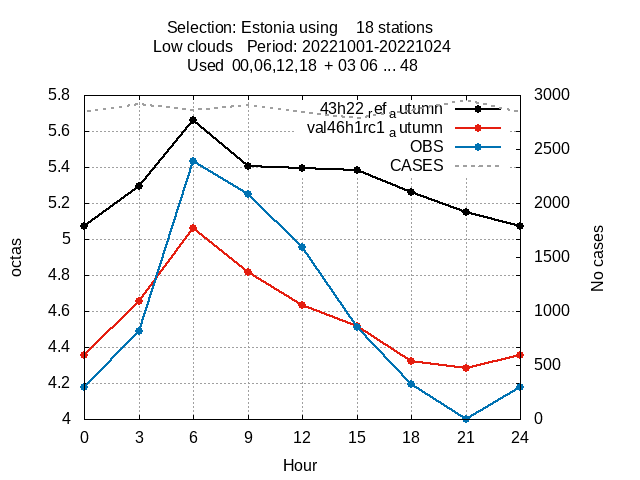 Selection: Estonia using 18 stations
Low clouds Period: 20221001-20221024
Used 00,06,12,18 + 03 06 ... 48
43h22refautumn
val46h1rc1autumn
OBS
CASES
octas
5.8
5.6
5.4
5.2
5
4.8
4.6
4.4
4.2
4
3000
2500
2000
1500
1000
500
0
No cases
0 3 6 9 12 15 18 21 24
Hour